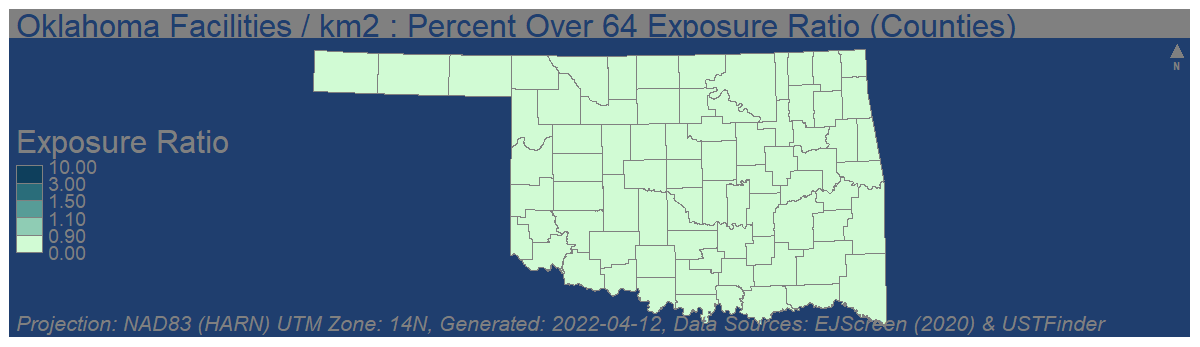 Oklahoma Facilities / km2 : Percent Over 64 Exposure Ratio (Counties)
N
Exposure Ratio
10.00
3.00
1.50
1.10
0.90
0.00
Projection: NAD83 (HARN) UTM Zone: 14N, Generated: 2022-04-12, Data Sources: EJScreen (2020) & USTFinder